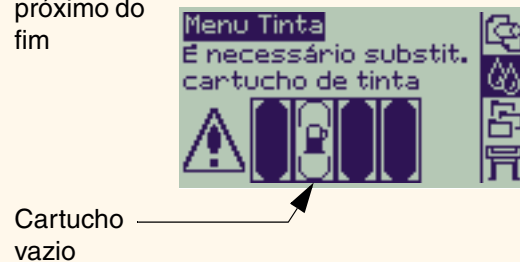 próximo do
fim
Menu Tinta
É necessário substit.
cartucho de tinta
Cartucho
vazio